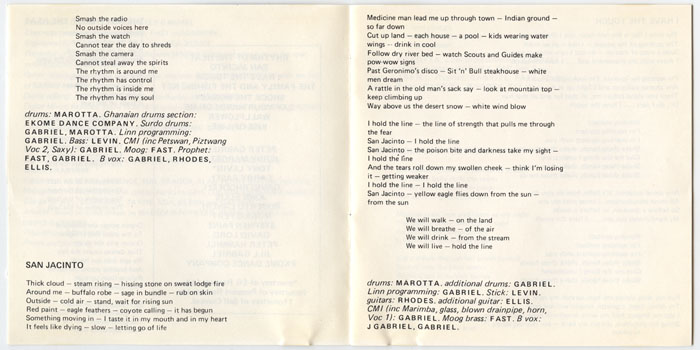 Smash the radio
No outside voices here
Smash the watch
Cannot tear the day to shreds
Smash the camera
Cannot steal away the spirits
The rhythm is around me
The rhythm has control
The rhythm is inside me
The rhythm has my soul
drums: MAROTTA. Ghanaian drums section:
EKOME DANCE COMPANY. Surdo drums:
GABRIEL, MAROTTA. Linn programming:
GABRIEL. Bass: LEVIN. CMI (inc Petswan, Piztwang
Voc 2, Saxy): GABRIEL. Moog: FAST. Prophet:
FAST, GABRIEL. B vox: GABRIEL, RHODES,
ELLIS.
SAN JACINTO
Thick cloud – steam rising – hissing stone on sweat lodge fire
Around me – buffalo robe – sage in bundle – rub on skin
Outside – cold air – stand, wait for rising sun
Red paint – eagle feathers – coyote calling – it has begun
Something moving in – I taste it in my mouth and in my heart
It feels like dying – slow – letting go of life
Medicine man lead me up through town – Indian ground –
so far down
Cut up land – each house – a pool – kids wearing water
wings – drink in cool
Follow dry river bed – watch Scouts and Guides make
pow-wow signs
Past Geronimo's disco – Sit 'n' Bull steakhouse – white
men dream
A rattle in the old man's sack say – look at mountain top –
keep climbing up
Way above us the desert snow – white wind blow
I hold the line – the line of strength that pulls me through
the fear
San Jacinto – I hold the line
San Jacinto – the poison bite and darkness take my sight –
I hold the line
And the tears roll down my swollen cheek – think I'm losing
it – getting weaker
I hold the line – I hold the line
San Jacinto – yellow eagle flies down from the sun –
from the sun
We will walk – on the land
We will breathe – of the air
We will drink – from the stream
We will live – hold the line
drums: MAROTTA. additional drums: GABRIEL.
Linn programming: GABRIEL. Stick: LEVIN.
guitars: RHODES. additional guitar: ELLIS.
CMI (inc Marimba, glass, blown drainpipe, horn,
Voc 1): GABRIEL. Moog brass: FAST. B vox:
J GABRIEL, GABRIEL.